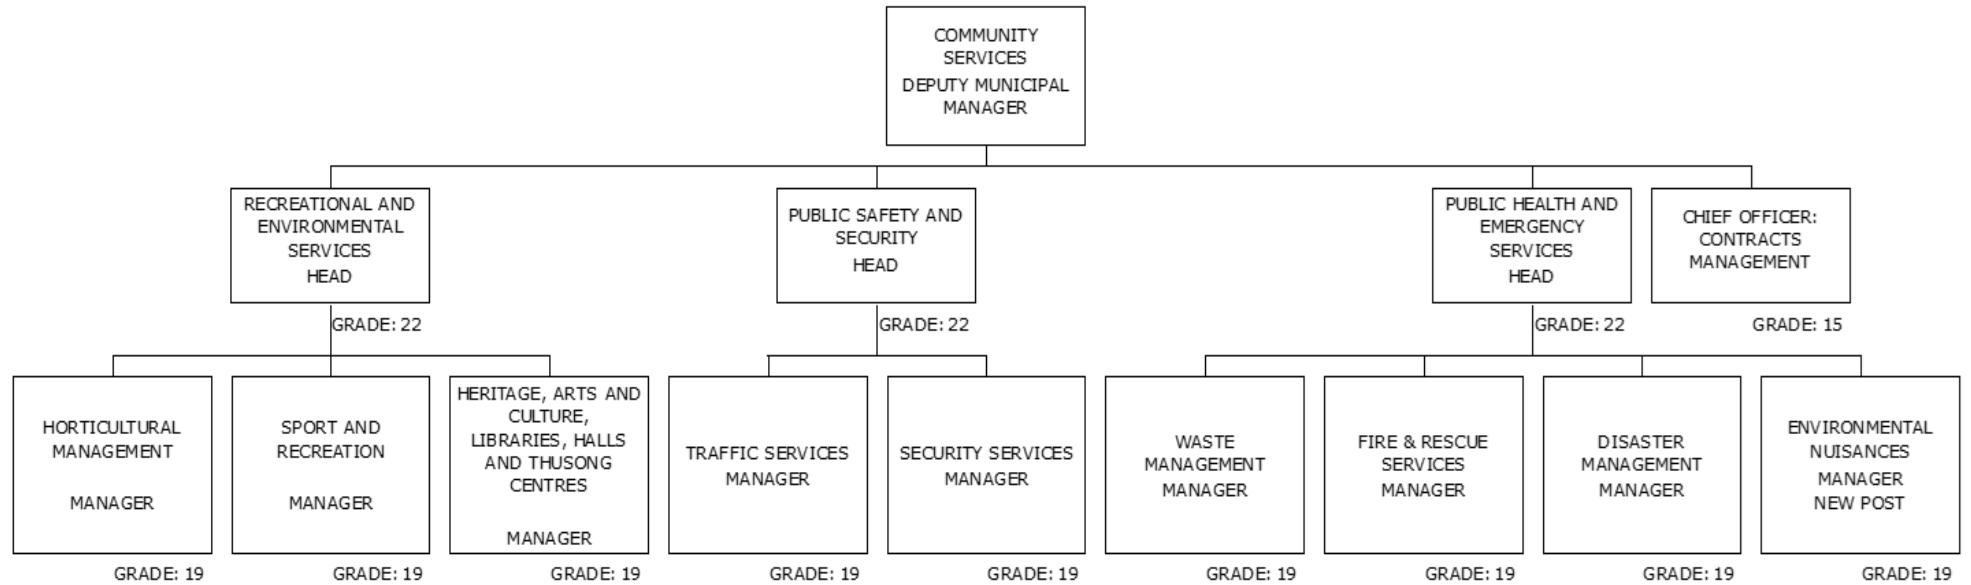 COMMUNITY
SERVICES
DEPUTY MUNICIPAL
MANAGER
RECREATIONAL AND
ENVIRONMENTAL
SERVICES
HEAD
GRADE: 22
PUBLIC SAFETY AND
SECURITY
HEAD
GRADE: 22
PUBLIC HEALTH AND
EMERGENCY
SERVICES
HEAD
GRADE: 22
CHIEF OFFICER:
CONTRACTS
MANAGEMENT
GRADE: 15
HORTICULTURAL
MANAGEMENT
MANAGER
GRADE: 19
SPORT AND
RECREATION
MANAGER
GRADE: 19
HERITAGE, ARTS AND
CULTURE,
LIBRARIES, HALLS
AND THUSONG
CENTRES
MANAGER
GRADE: 19
TRAFFIC SERVICES
MANAGER
GRADE: 19
SECURITY SERVICES
MANAGER
GRADE: 19
WASTE
MANAGEMENT
MANAGER
GRADE: 19
FIRE & RESCUE
SERVICES
MANAGER
GRADE: 19
DISASTER
MANAGEMENT
MANAGER
GRADE: 19
ENVIRONMENTAL
NUISANCES
MANAGER
NEW POST
GRADE: 19